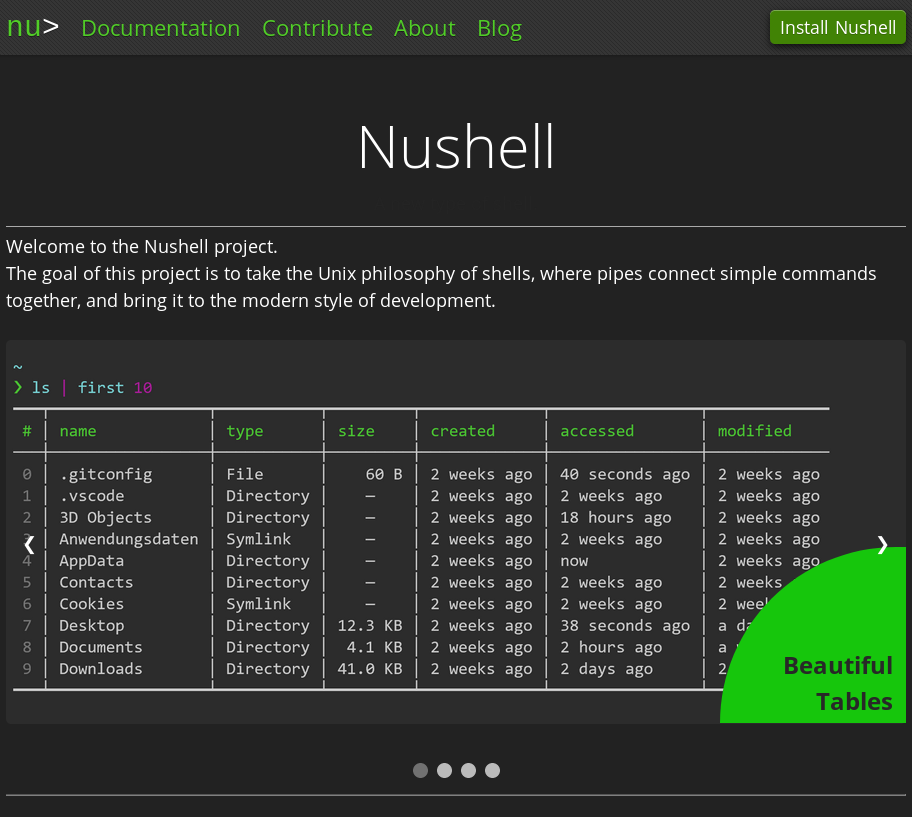 nu> Documentation Contribute About Blog Install Nushell
Nushell
Welcome to the Nushell project.
The goal of this project is to take the Unix philosophy of shells, where pipes connect simple commands
together, and bring it to the modern style of development.
~
❯ ls | first 10
# │ name │ type │ size │ created │ accessed │ modified
0 │ .gitconfig │ File │ 60 B │ 2 weeks ago │ 40 seconds ago │ 2 weeks ago
1 │ .vscode │ Directory │ — │ 2 weeks ago │ 2 weeks ago │ 2 weeks ago
2 │ 3D Objects │ Directory │ — │ 2 weeks ago │ 18 hours ago │ 2 weeks ago
3 │ Anwendungsdaten │ Symlink │ — │ 2 weeks ago │ 2 weeks ago │ 2 weeks ago
4 │ AppData │ Directory │ — │ 2 weeks ago │ now │ 2 weeks ago
5 │ Contacts │ Directory │ — │ 2 weeks ago │ 2 weeks ago │ 2 weeks
6 │ Cookies │ Symlink │ — │ 2 weeks ago │ 2 weeks ago │ 2
7 │ Desktop │ Directory │ 12.3 KB │ 2 weeks ago │ 38 seconds ago │ a
8 │ Documents │ Directory │ 4.1 KB │ 2 weeks ago │ 2 hours ago │ a
9 │ Downloads │ Directory │ 41.0 KB │ 2 weeks ago │ 2 days ago │ 2
Beautiful
Tables